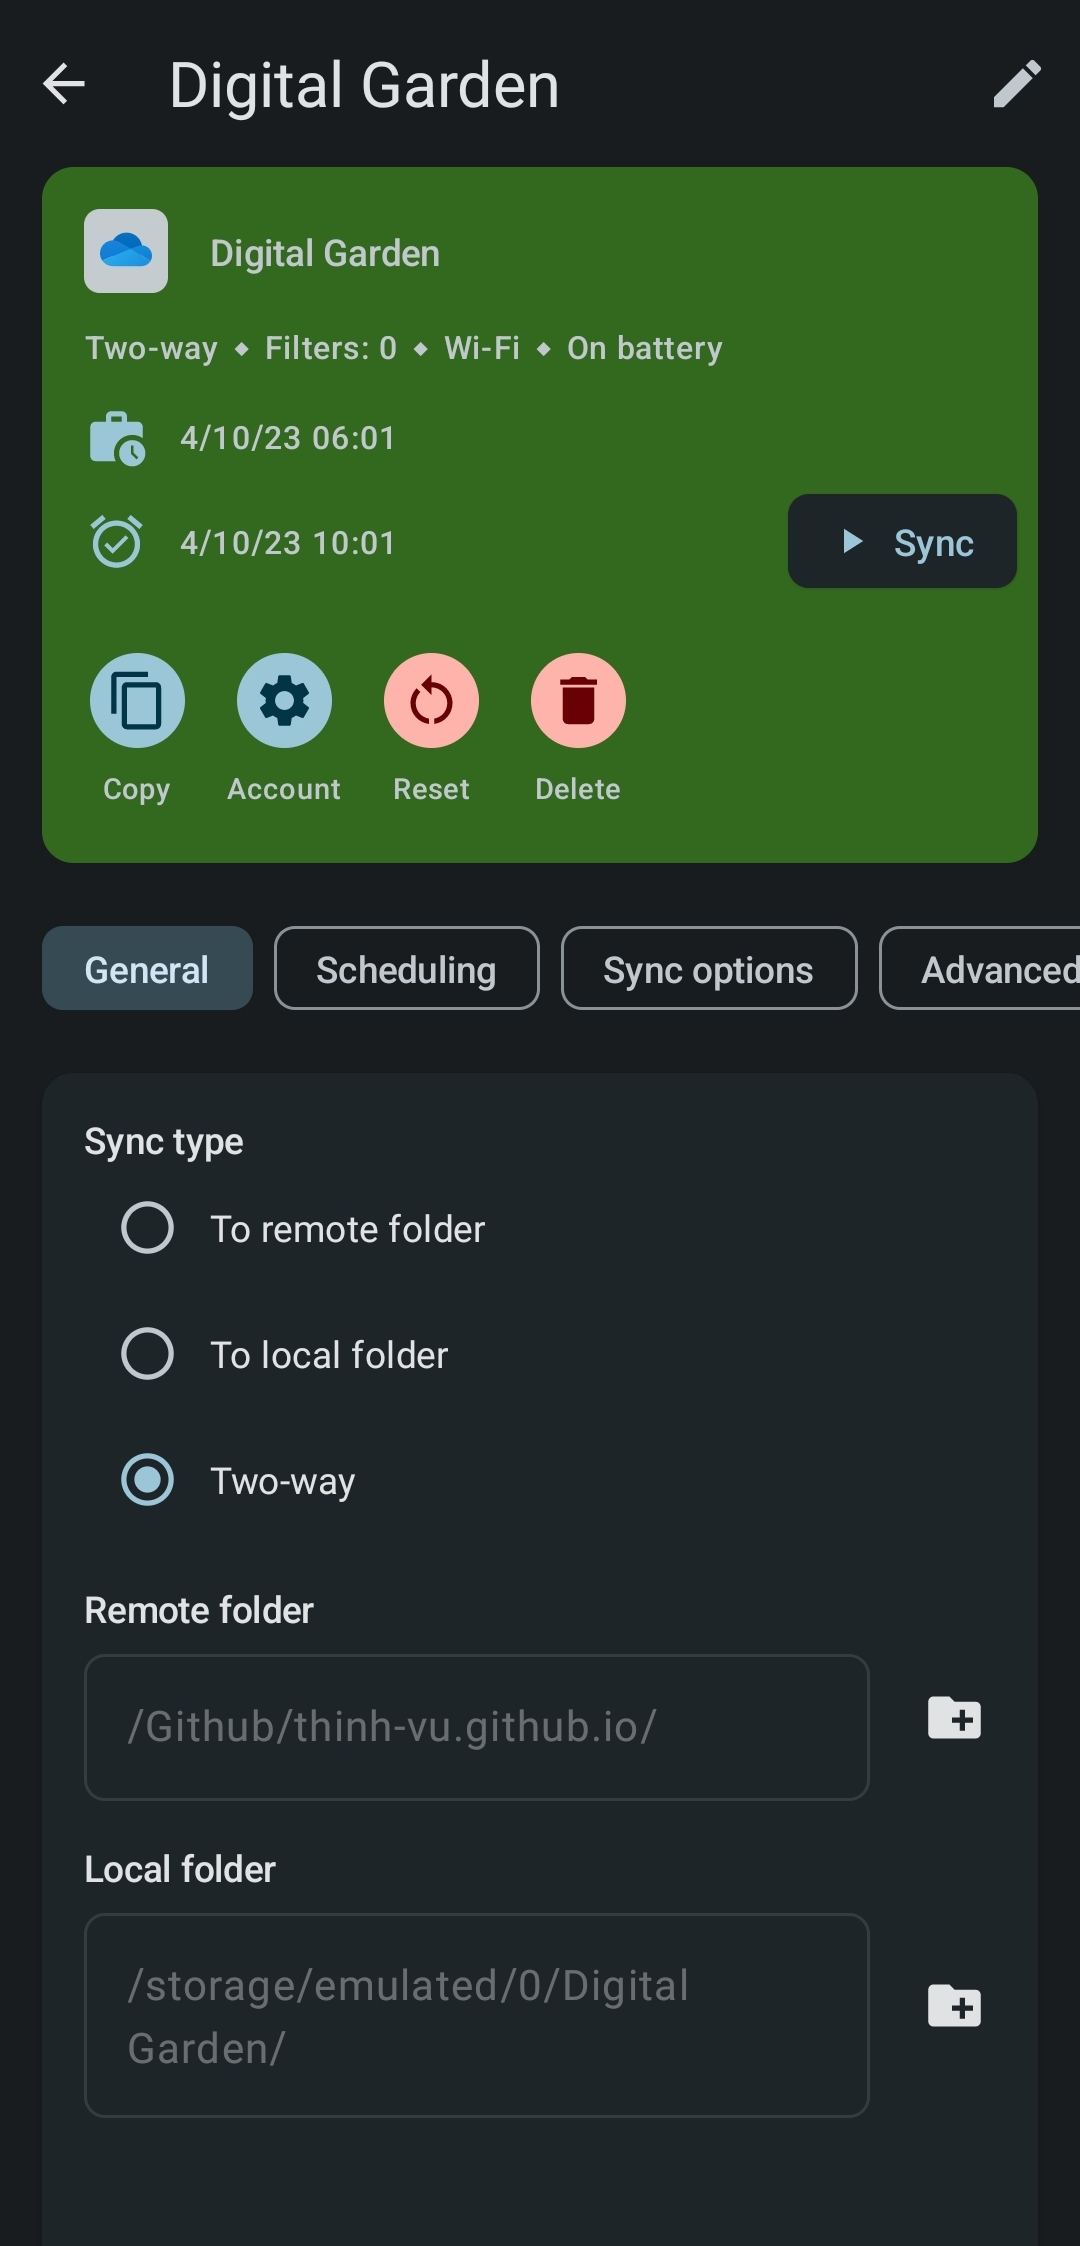 Digital Garden
Digital Garden
Two-way ◆ Filters: 0 ◆ Wi-Fi ◆ On battery
4/10/23 06:01
4/10/23 10:01
Sync
Copy Account Reset Delete
General Scheduling Sync options Advanced
Sync type
To remote folder
To local folder
Two-way
Remote folder
/Github/thinh-vu.github.io/
Local folder
/storage/emulated/0/Digital
Garden/